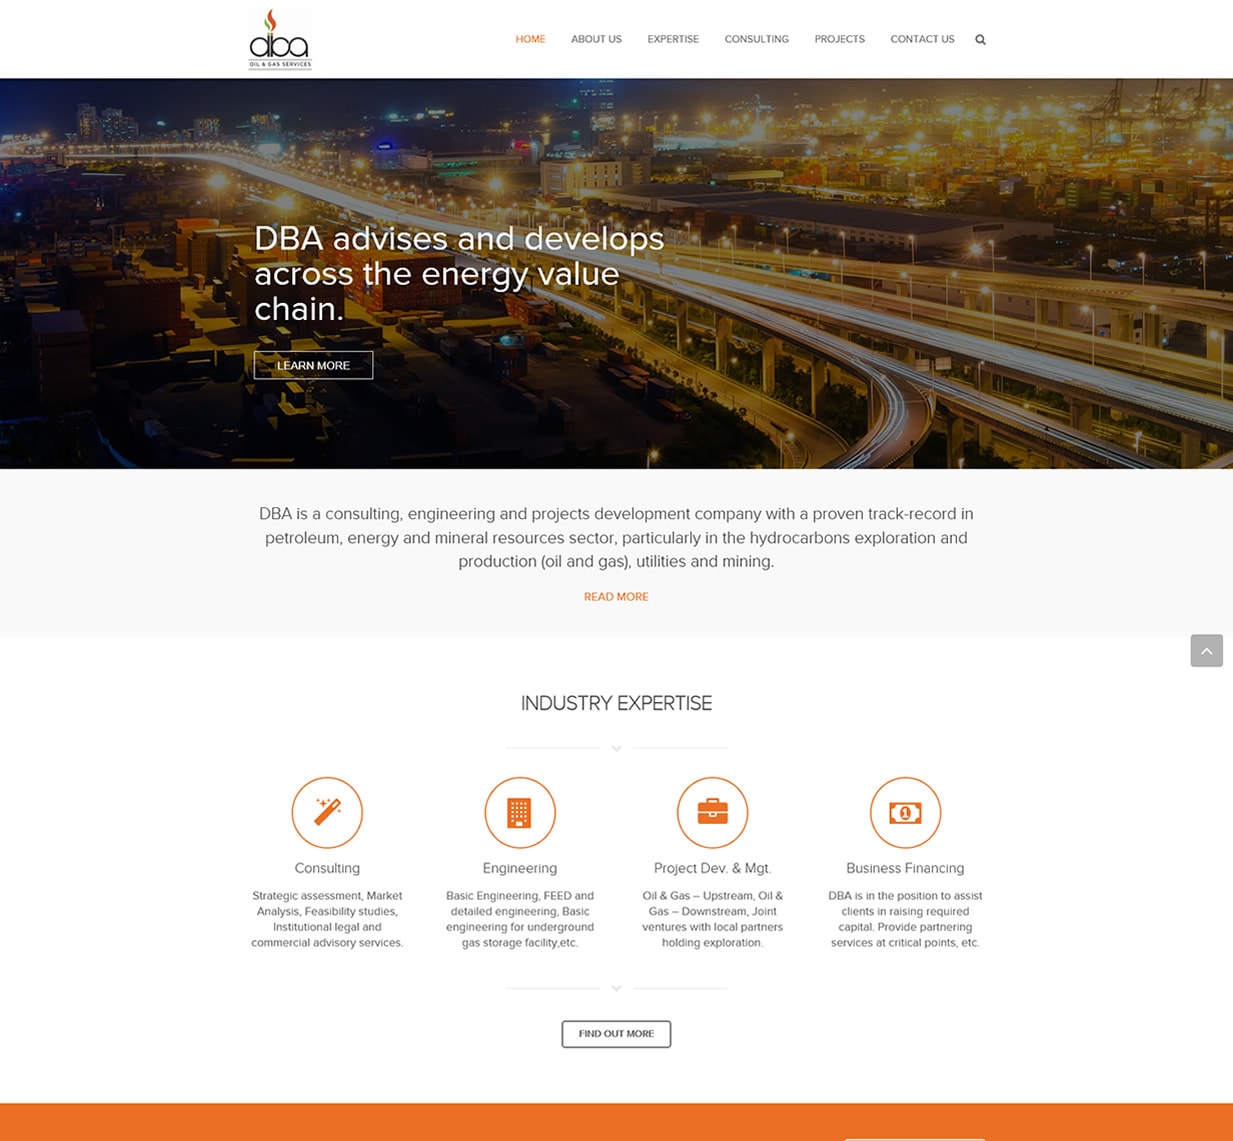 dba
OIL & GAS SERVICES
HOME ABOUT US EXPERTISE CONSULTING PROJECTS CONTACT US
DBA advises and develops
across the energy value
chain.
LEARN MORE
DBA is a consulting, engineering and projects development company with a proven track-record in
petroleum, energy and mineral resources sector, particularly in the hydrocarbons exploration and
production (oil and gas), utilities and mining.
READ MORE
INDUSTRY EXPERTISE
1
Consulting
Strategic assessment, Market
Analysis, Feasibility studies,
Institutional legal and
commercial advisory services.
Engineering
Basic Engineering, FEED and
detailed engineering, Basic
engineering for underground
gas storage facility,etc.
Project Dev. & Mgt.
Oil & Gas – Upstream, Oil &
Gas – Downstream, Joint
ventures with local partners
holding exploration.
Business Financing
DBA is in the position to assist
clients in raising required
capital. Provide partnering
services at critical points, etc.
FIND OUT MORE